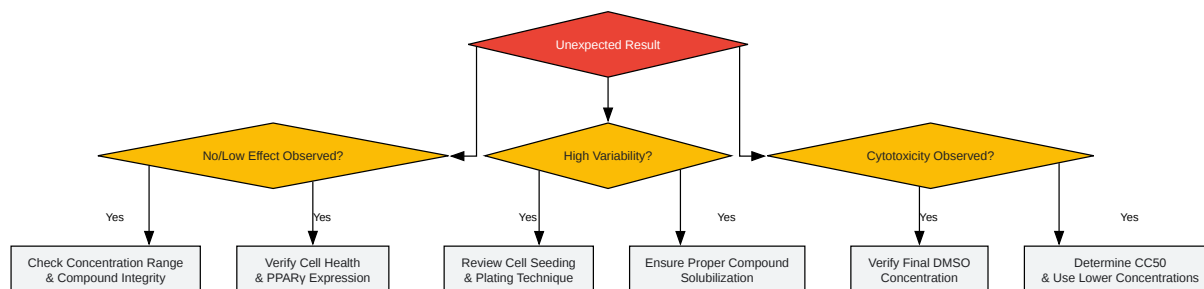 Unexpected Result
No/Low Effect Observed?
High Variability?
Cytotoxicity Observed?
Yes
Yes
Yes
Yes
Yes
Yes
Check Concentration Range
& Compound Integrity
Verify Cell Health
& PPARγ Expression
Review Cell Seeding
& Plating Technique
Ensure Proper Compound
Solubilization
Verify Final DMSO
Concentration
Determine CC50
& Use Lower Concentrations